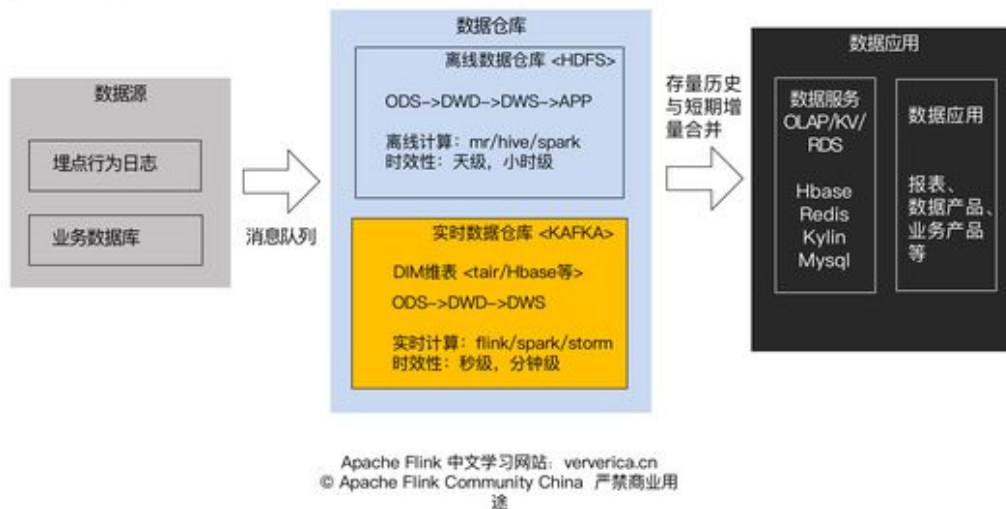 数据源
埋点行为日志
业务数据库
消息队列
数据仓库
离线数据仓库 <HDFS>
ODS->DWD->DWS->APP
离线计算：mr/hive/spark
时效性：天级，小时级
实时数据仓库 <KAFKA>
DIM维表 <tair/Hbase等>
ODS->DWD->DWS
实时计算：flink/spark/storm
时效性：秒级，分钟级
存量历史
与短期增
量合并
数据应用
数据服务
OLAP/KV/
RDS
Hbase
Redis
Kylin
Mysql
数据应用
报表、
数据产品、
业务产品
等
Apache Flink 中文学习网站：ververica.cn
© Apache Flink Community China 严禁商业用
途